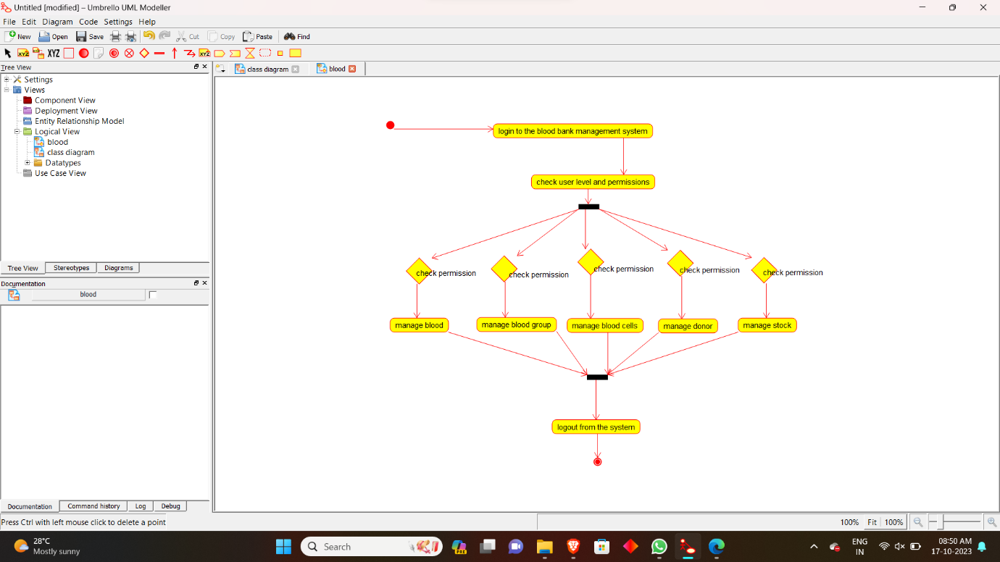 Untitled [modified] – Umbrello UML Modeller
File Edit Diagram Code Settings Help
New Open Save Cut Copy Paste Find
XYZ XYZ XYZ XYZ
Tree View
class diagram blood
Settings
Views
Component View
Deployment View
Entity Relationship Model
Logical View
blood
class diagram
Datatypes
Use Case View
Tree View Stereotypes Diagrams
Documentation
blood
login to the blood bank management system
check user level and permissions
check permission check permission check permission check permission check permission
manage blood manage blood group manage blood cells manage donor manage stock
logout from the system
Documentation Command history Log Debug
Press Ctrl with left mouse click to delete a point
100% Fit 100%
28°C
Mostly sunny
Search
PRE
ENG
IN
08:50 AM
17-10-2023